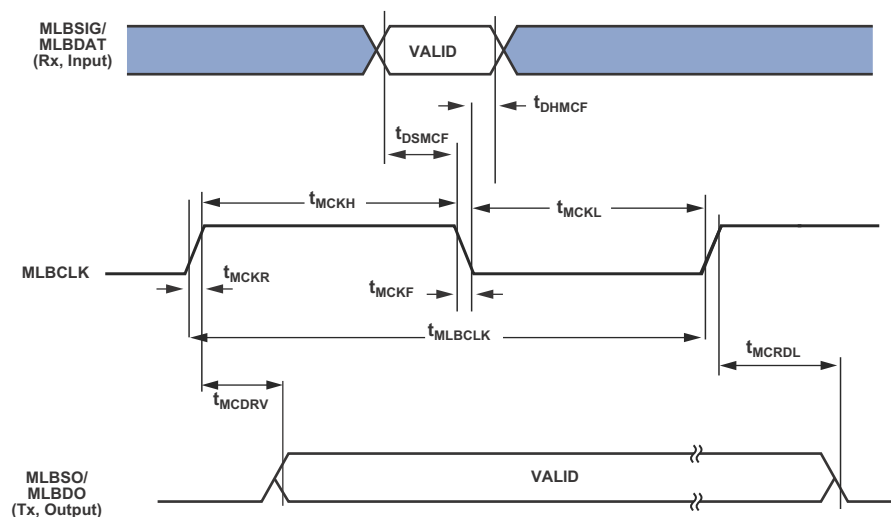 MLBSIG/
MLBDAT
(Rx, Input)
VALID
tDHMCF
tDSMCF
tMCKH
tMCKL
MLBCLK
tMCKR
tMCKF
tMLBCLK
tMCRDL
tMCDRV
MLBSO/
MLBDO
(Tx, Output)
VALID